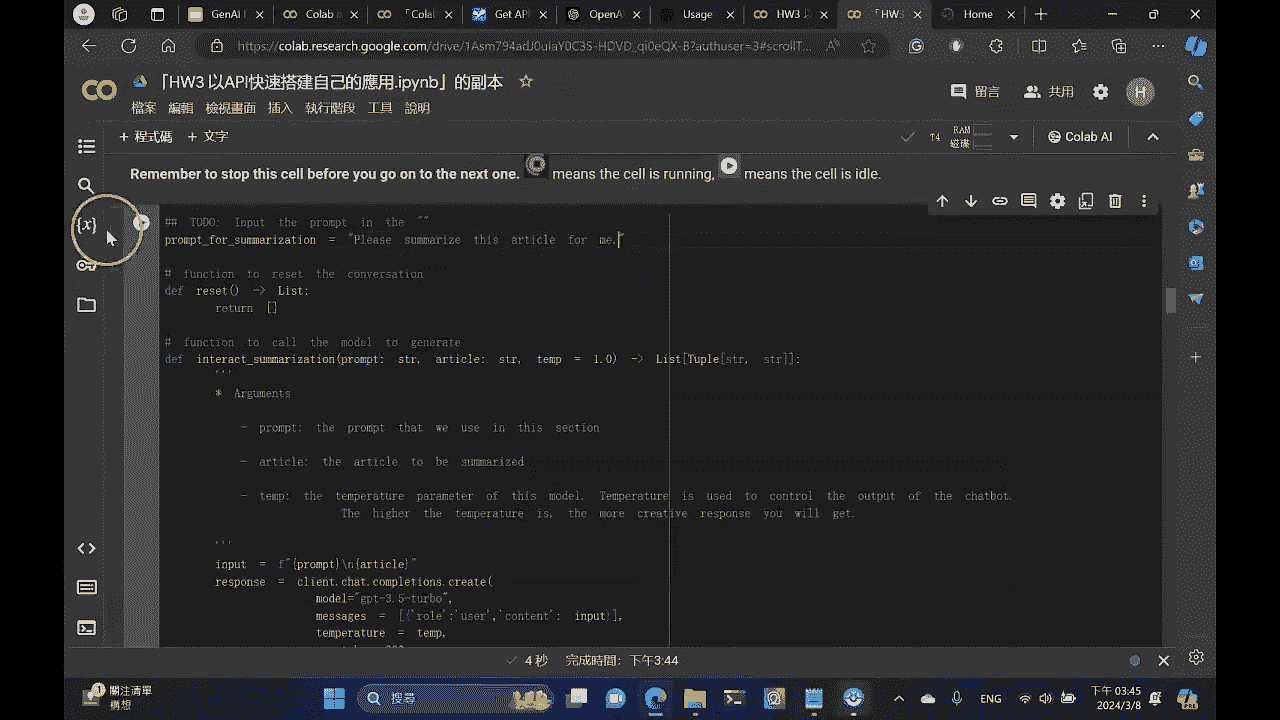 GenAI
Colab
「Colal
Get API
OpenA
Usage
HW3
「HW3
Home
https://colab.research.google.com/drive/1Asm794adJ0uiaY0C3S-HDVD_qi0eQX-B?authuser=3#scrollT...
「HW3 以API快速搭建自己的應用.ipynb」的副本
檔案 編輯 檢視畫面 插入 執行階段 工具 說明
留言 共用 H
+ 程式碼 + 文字
T4 RAM 磁碟 Colab AI
Remember to stop this cell before you go on to the next one. means the cell is running, means the cell is idle.
{x}
## TODO: Input the prompt in the ""
prompt_for_summarization = "Please summarize this article for me."
# function to reset the conversation
def reset() -> List:
return []
# function to call the model to generate
def interact_summarization(prompt: str, article: str, temp = 1.0) -> List[Tuple[str, str]]:
'''
* Arguments
- prompt: the prompt that we use in this section
- article: the article to be summarized
- temp: the temperature parameter of this model. Temperature is used to control the output of the chatbot.
The higher the temperature is, the more creative response you will get.
'''
input = f"{prompt}\n{article}"
response = client.chat.completions.create(
model="gpt-3.5-turbo",
messages = [{'role':'user','content': input}],
temperature = temp,
4 秒 完成時間: 下午3:44
1
關注清單
構想
搜尋
ENG
下午 03:45
2024/3/8